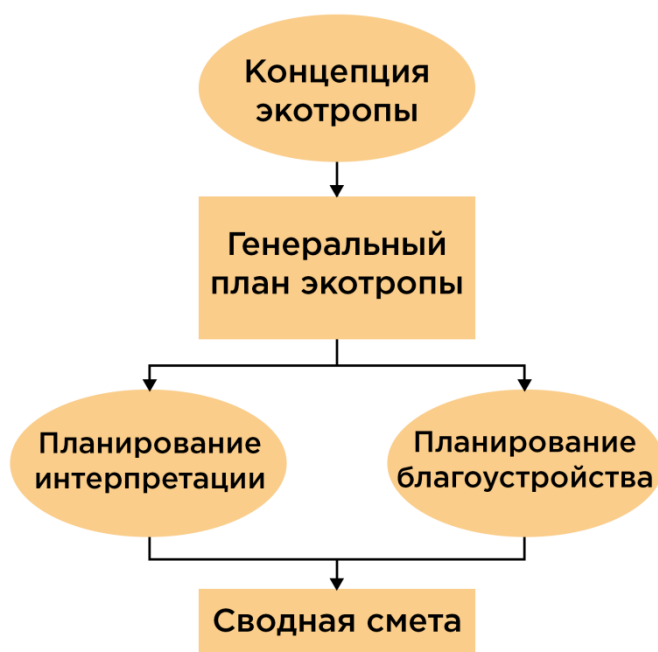 Концепция
экотропы
Генеральный
план экотропы
Планирование
интерпретации
Планирование
благоустройства
Сводная смета